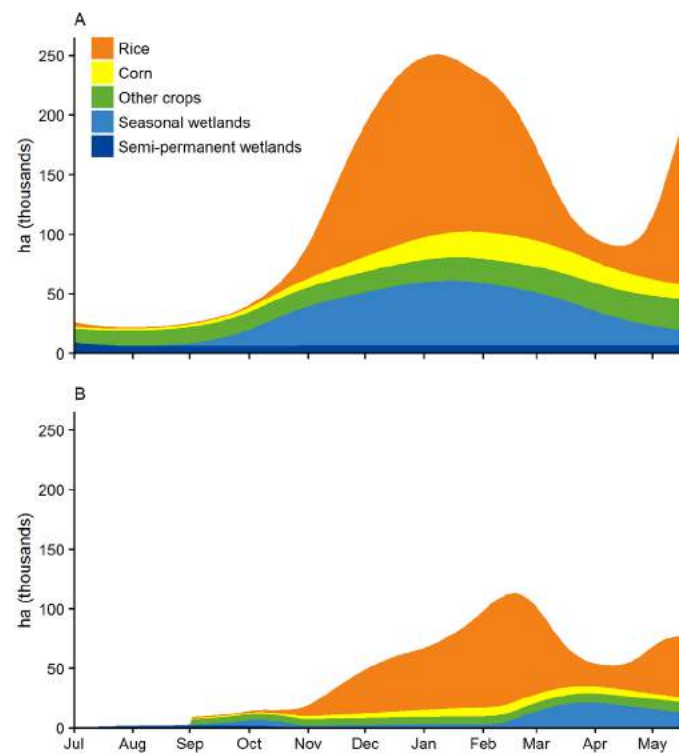 A
250
200
150
100
50
0
ha (thousands)
Rice
Corn
Other crops
Seasonal wetlands
Semi-permanent wetlands
B
250
200
150
100
50
0
ha (thousands)
Jul Aug Sep Oct Nov Dec Jan Feb Mar Apr May